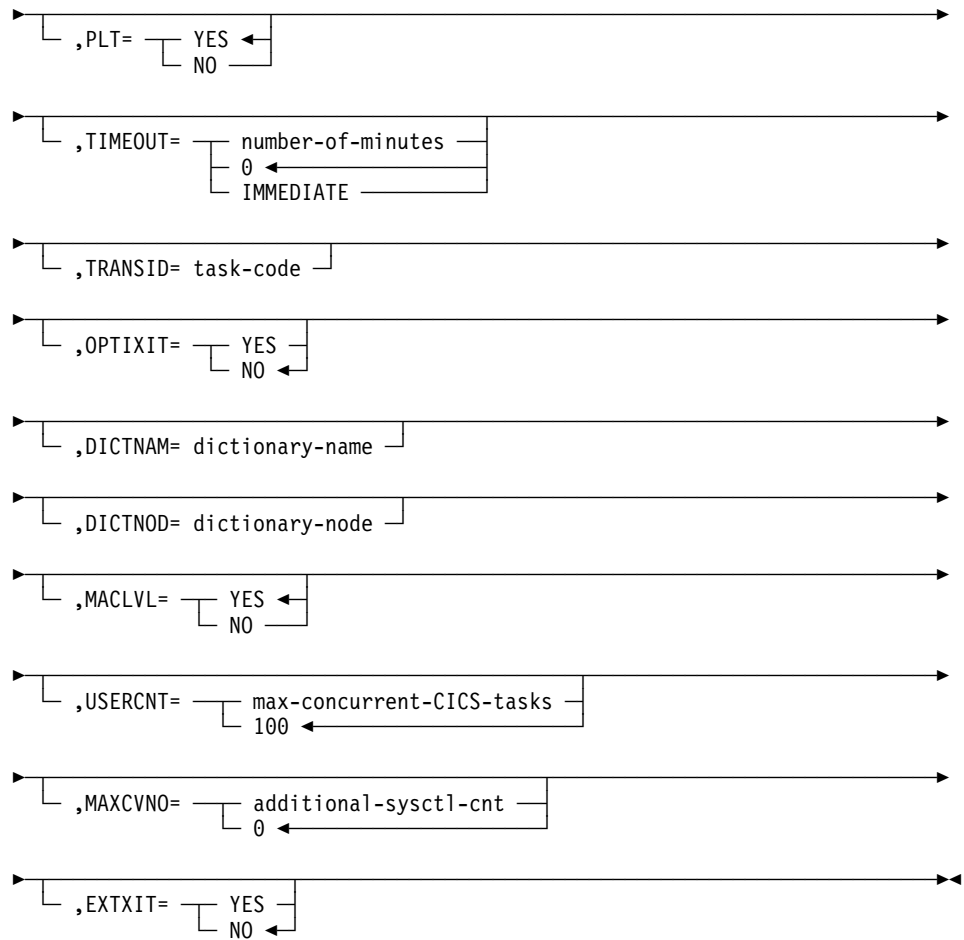 ,PLT= YES
NO
,TIMEOUT= number-of-minutes
0
IMMEDIATE
,TRANSID= task-code
,OPTIXIT= YES
NO
,DICTNAM= dictionary-name
,DICTNOD= dictionary-node
,MACLVL= YES
NO
,USERCNT= max-concurrent-CICS-tasks
100
,MAXCVNO= additional-sysctl-cnt
0
,EXTXIT= YES
NO